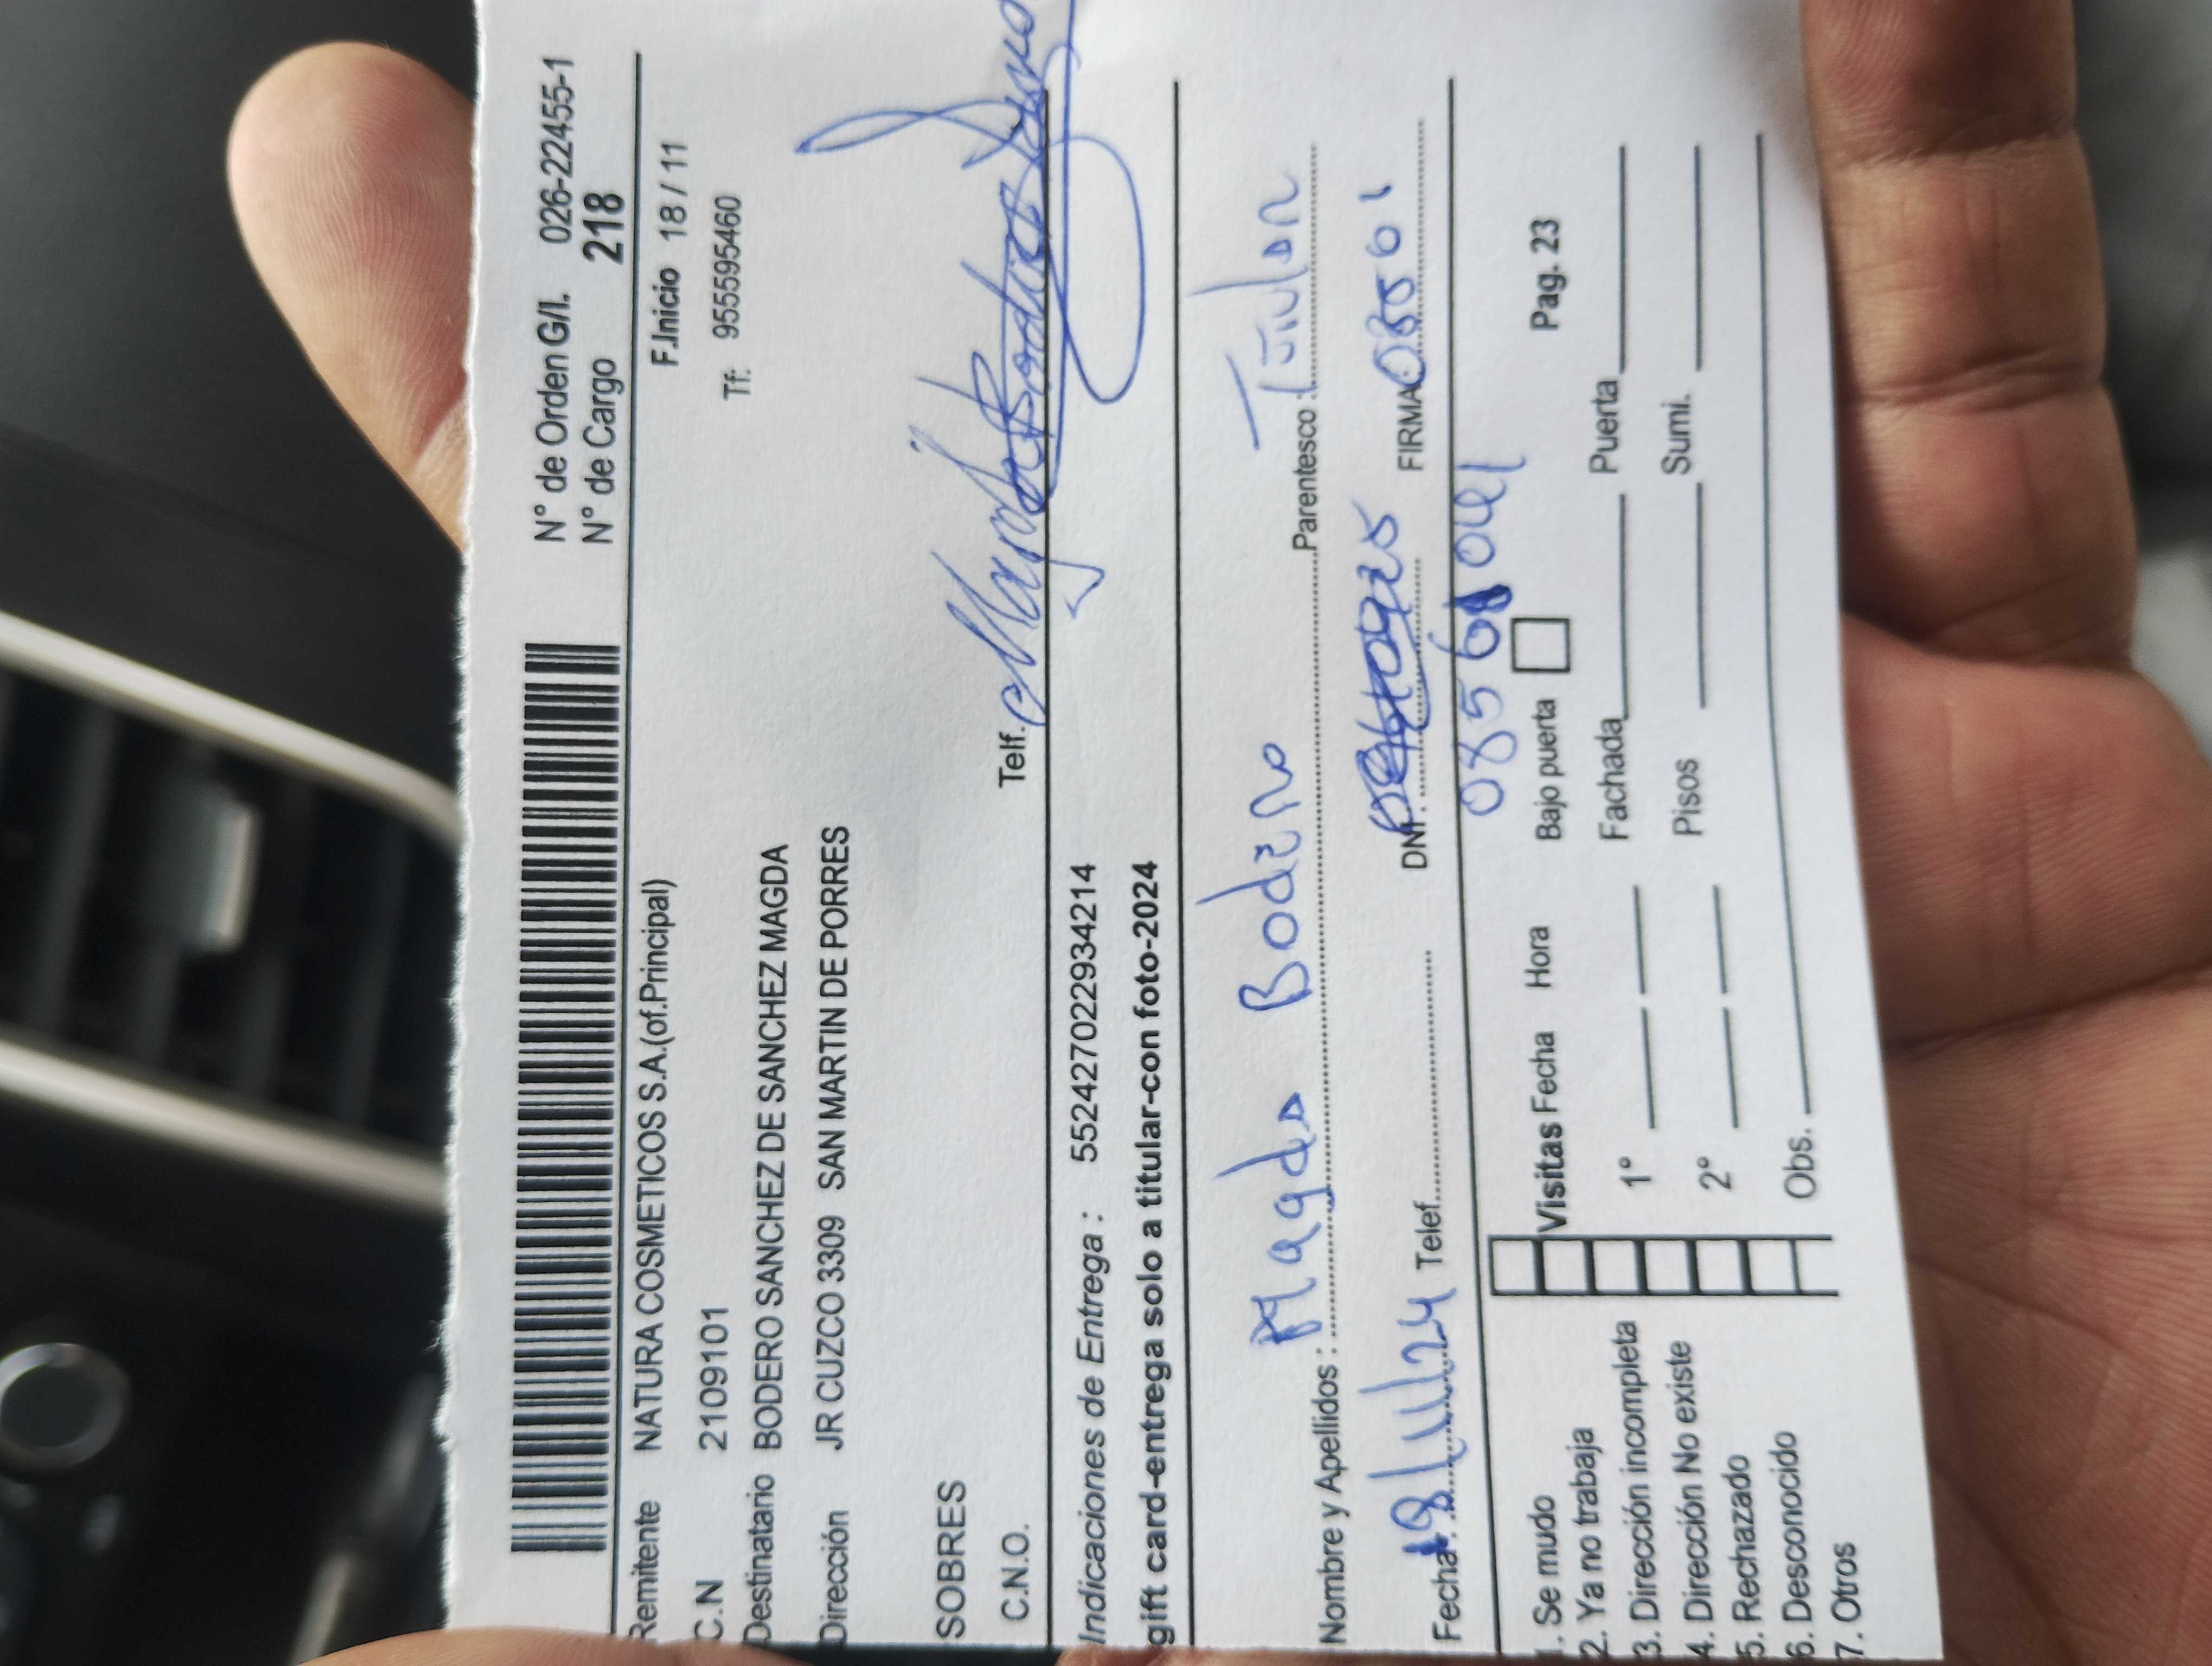 N° de Orden G/I. 026-22455-1
N° de Cargo 218
Remitente NATURA COSMETICOS S.A.(of.Principal) F.Inicio 18 / 11
C.N 2109101 Tf: 955595460
Destinatario BODERO SANCHEZ DE SANCHEZ MAGDA
Dirección JR CUZCO 3309 SAN MARTIN DE PORRES
SOBRES
C.N.O. Telf.
Indicaciones de Entrega : 5524270229934214
gift card-entrega solo a titular-con foto-2024
Nombre y Apellidos : Magda Bodero Parentesco : Titular
Fecha: 18/11/24 Telef. DNI. FIRMA
1. Se mudo Visitas Fecha Hora Bajo puerta Pag. 23
2. Ya no trabaja
3. Dirección incompleta 1° Fachada Puerta
4. Dirección No existe 2° Pisos Sumi.
5. Rechazado
6. Desconocido Obs.
7. Otros